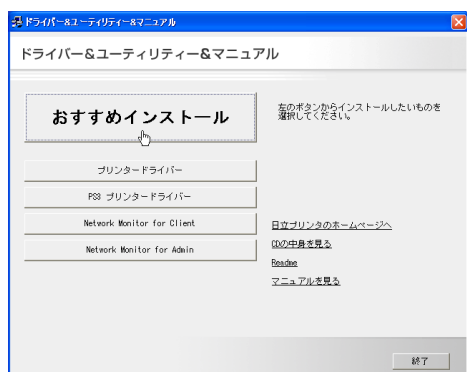 ドライバー&ユーティリティー&マニュアル
ドライバー&ユーティリティー&マニュアル
おすすめインストール
左のボタンからインストールしたいものを
選択してください。
プリンタードライバー
PS3 プリンタードライバー
Network Monitor for Client
Network Monitor for Admin
日立プリンタのホームページへ
CDの中身を見る
Readme
マニュアルを見る
終了